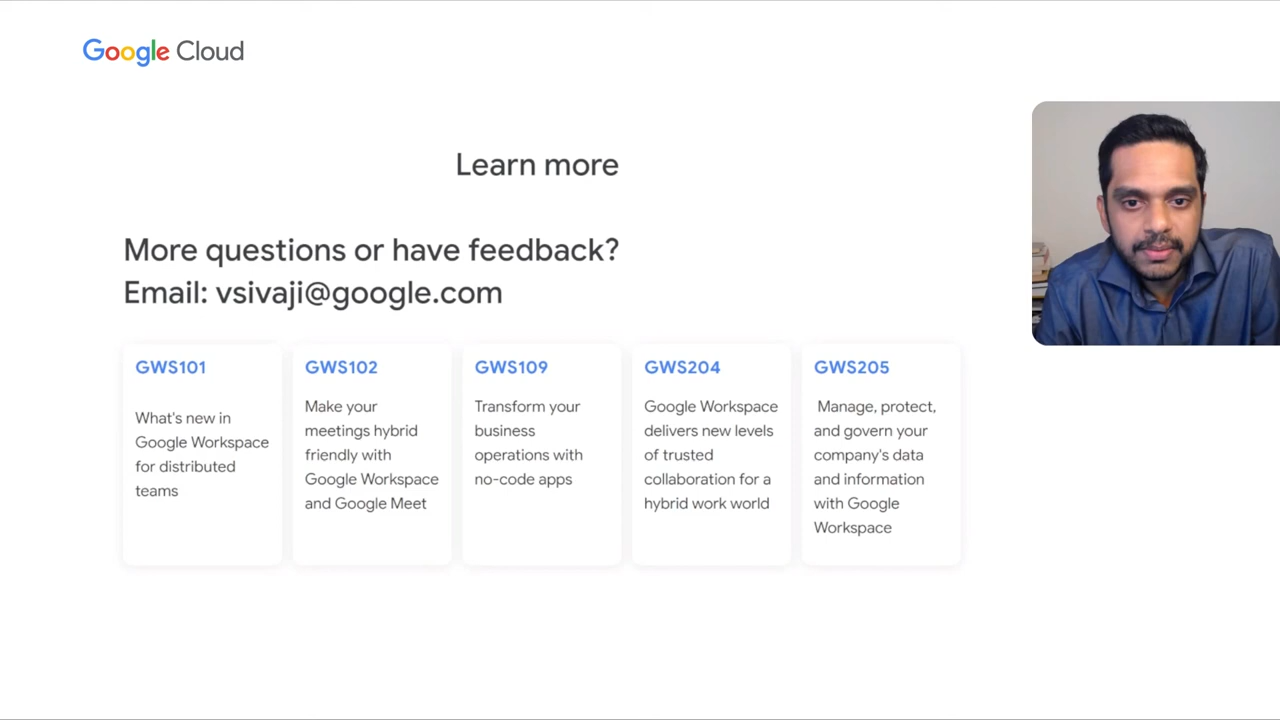 Google Cloud
Learn more
More questions or have feedback?
Email: vsivaji@google.com
GWS101
What's new in
Google Workspace
for distributed
teams
GWS102
Make your
meetings hybrid
friendly with
Google Workspace
and Google Meet
GWS109
Transform your
business
operations with
no-code apps
GWS204
Google Workspace
delivers new levels
of trusted
collaboration for a
hybrid work world
GWS205
Manage, protect,
and govern your
company's data
and information
with Google
Workspace